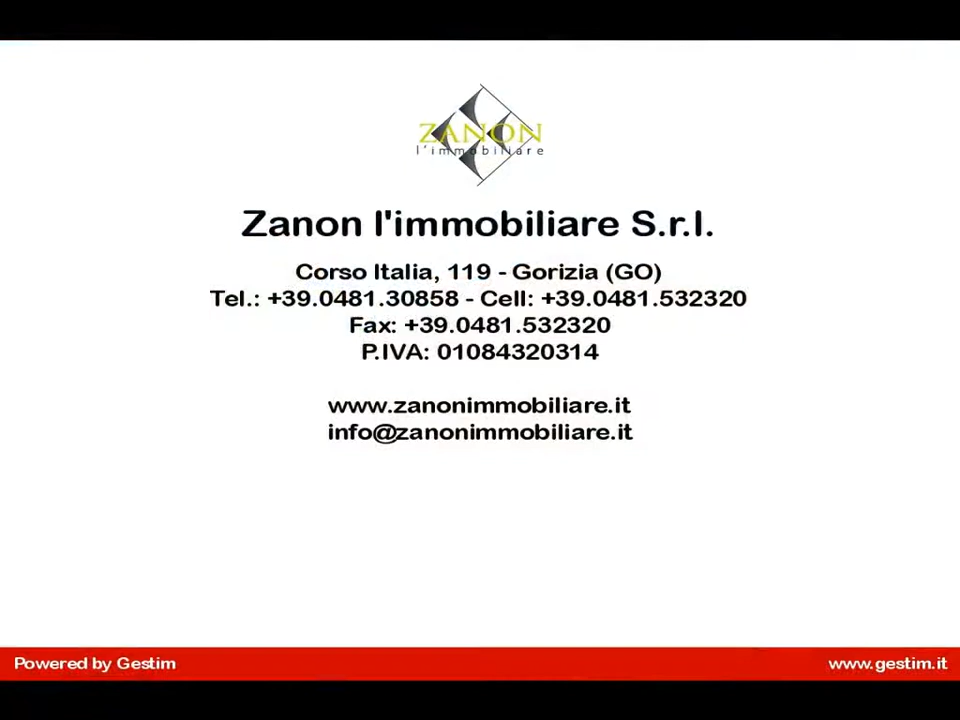 ZANON
l'immobiliare
Zanon l'immobiliare S.r.l.
Corso Italia, 119 - Gorizia (GO)
Tel.: +39.0481.30858 - Cell: +39.0481.532320
Fax: +39.0481.532320
P.IVA: 01084320314
www.zanonimmobiliare.it
info@zanonimmobiliare.it
Powered by Gestim
www.gestim.it